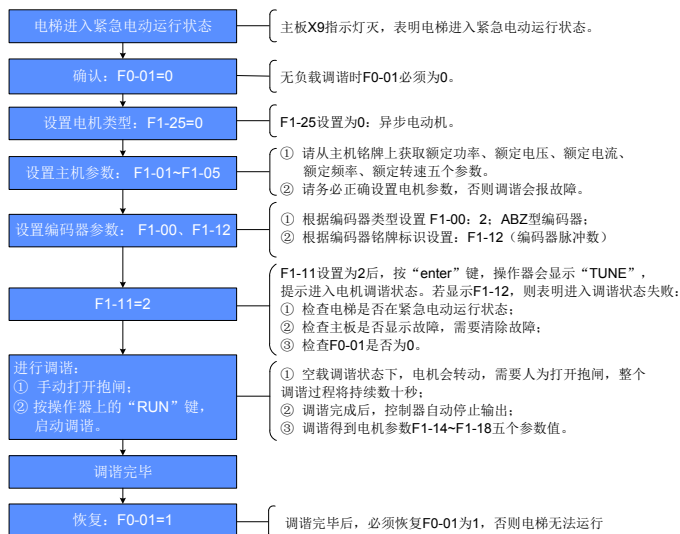 电梯进入紧急电动运行状态
主板X9指示灯灭，表明电梯进入紧急电动运行状态。
确认：F0-01=0
无负载调谐时F0-01必须为0。
设置电机类型：F1-25=0
F1-25设置为0：异步电动机。
设置主机参数：F1-01~F1-05
① 请从主机铭牌上获取额定功率、额定电压、额定电流、
额定频率、额定转速五个参数。
② 请务必正确设置电机参数，否则调谐会报故障。
设置编码器参数： F1-00、F1-12
① 根据编码器类型设置 F1-00：2；ABZ型编码器；
② 根据编码器铭牌标识设置：F1-12（编码器脉冲数）
F1-11=2
F1-11设置为2后，按“enter”键，操作器会显示“TUNE”，
提示进入电机调谐状态。若显示F1-12，则表明进入调谐状态失败：
① 检查电梯是否在紧急电动运行状态；
② 检查主板是否显示故障，需要清除故障；
③ 检查F0-01是否为0。
进行调谐：
① 手动打开抱闸；
② 按操作器上的“RUN”键，
启动调谐。
① 空载调谐状态下，电机会转动，需要人为打开抱闸，整个
调谐过程将持续数十秒；
② 调谐完成后，控制器自动停止输出；
③ 调谐得到电机参数F1-14~F1-18五个参数值。
调谐完毕
恢复：F0-01=1
调谐完毕后，必须恢复F0-01为1，否则电梯无法运行